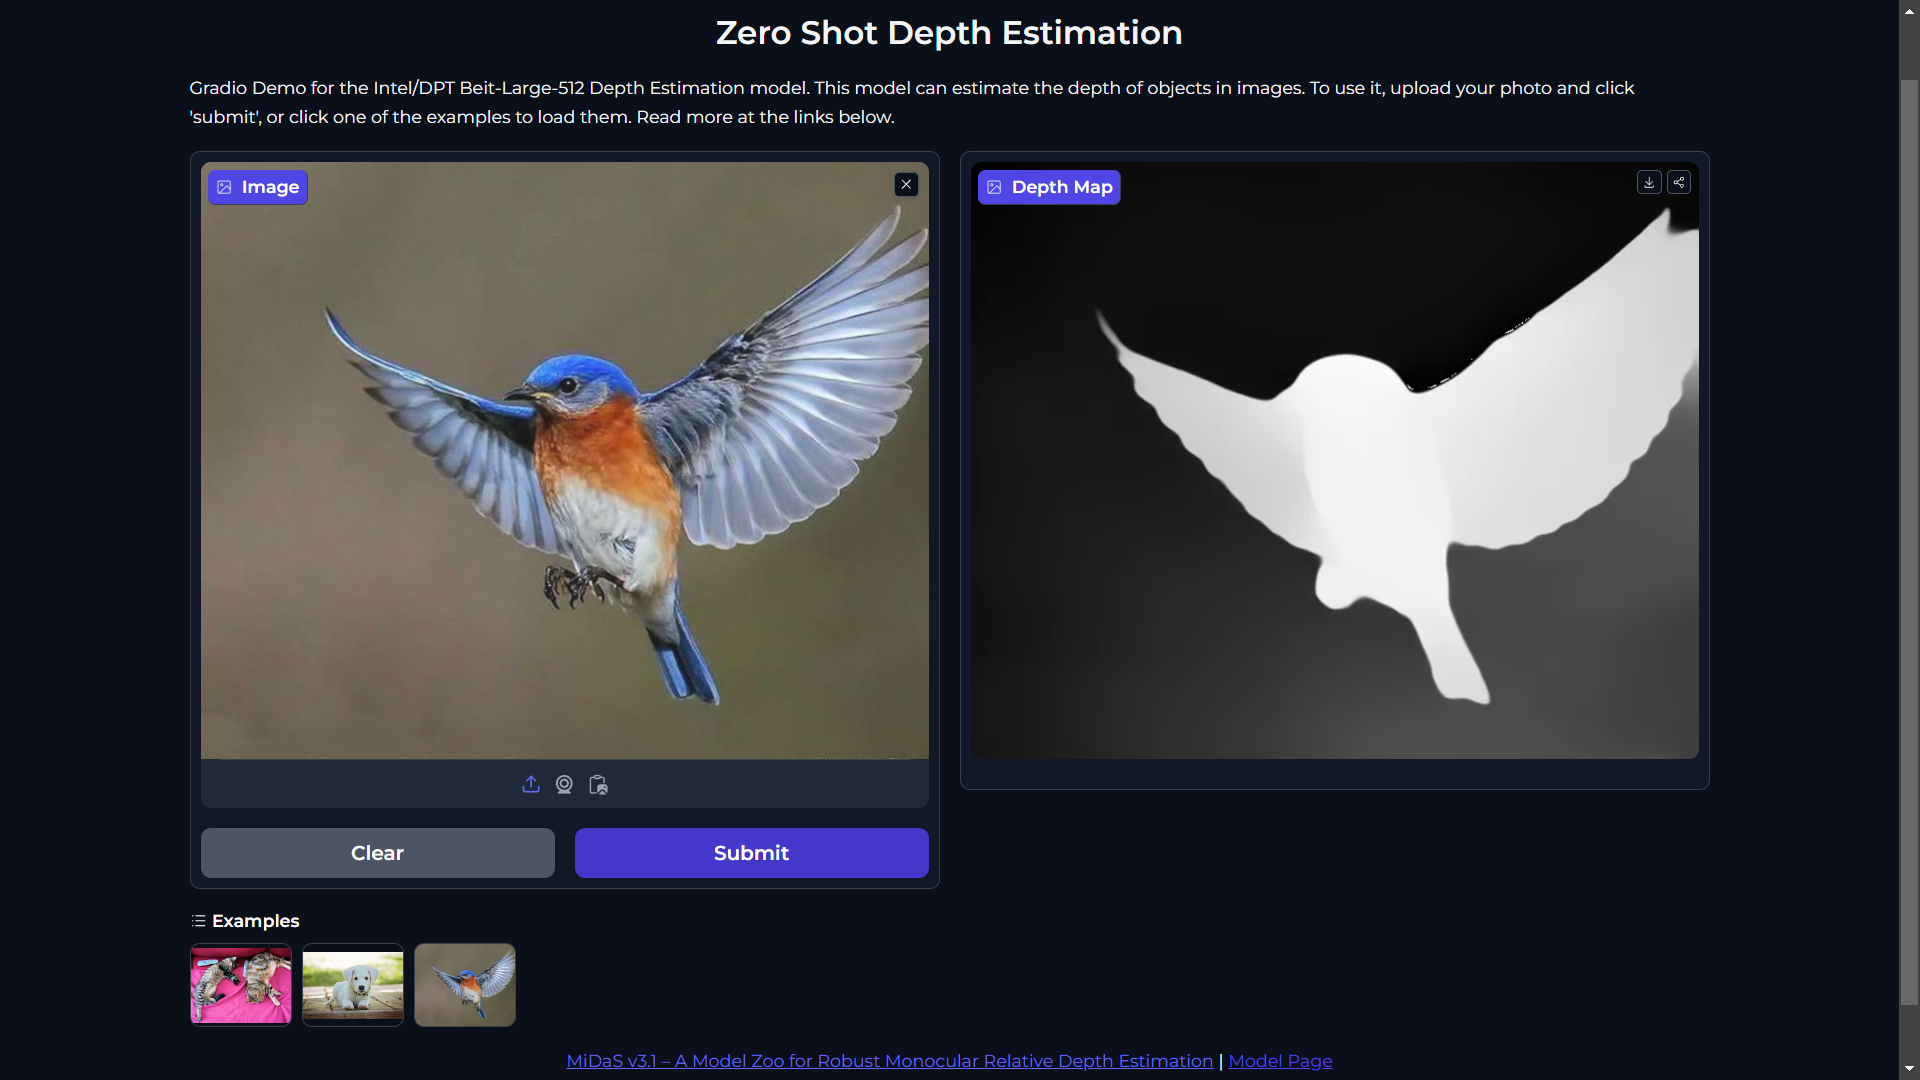 Zero Shot Depth Estimation
Gradio Demo for the Intel/DPT Beit-Large-512 Depth Estimation model. This model can estimate the depth of objects in images. To use it, upload your photo and click
'submit', or click one of the examples to load them. Read more at the links below.
Image
Depth Map
Clear
Submit
Examples
MiDaS v3.1 – A Model Zoo for Robust Monocular Relative Depth Estimation | Model Page